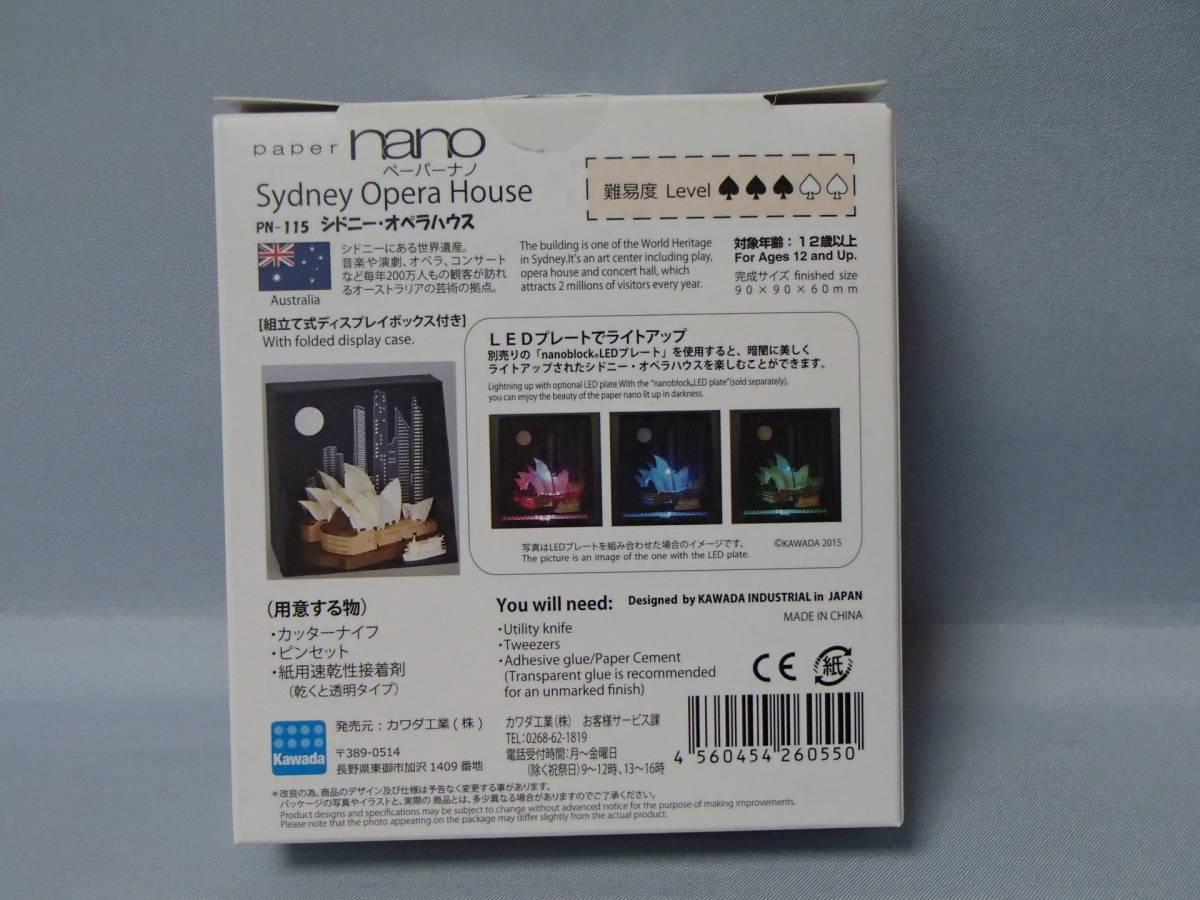 paper nano
ペーパーナノ
Sydney Opera House
PN-115 シドニー・オペラハウス
難易度 Level
Australia
シドニーにある世界遺産。
音楽や演劇、オペラ、コンサート
など毎年200万人もの観客が訪れ
るオーストラリアの芸術の拠点。
The building is one of the World Heritage
in Sydney.It's an art center including play,
opera house and concert hall, which
attracts 2 millions of visitors every year.
対象年齢：12歳以上
For Ages 12 and Up.
完成サイズ finished size
90×90×60mm
[組立て式ディスプレイボックス付き]
With folded display case.
LEDプレートでライトアップ
別売りの「nanoblock®LEDプレート」を使用すると、暗闇に美しく
ライトアップされたシドニー・オペラハウスを楽しむことができます。
Lightning up with optional LED plate.With the "nanoblock®LED plate"(sold separately),
you can enjoy the beauty of the paper nano lit up in darkness.
写真はLEDプレートを組み合わせた場合のイメージです。
The picture is an image of the one with the LED plate.
©KAWADA 2015
(用意する物)
・カッターナイフ
・ピンセット
・紙用速乾性接着剤
(乾くと透明タイプ)
You will need:
・Utility knife
・Tweezers
・Adhesive glue/Paper Cement
(Transparent glue is recommended
for an unmarked finish)
Designed by KAWADA INDUSTRIAL in JAPAN
MADE IN CHINA
CE
紙
Kawada
発売元：カワダ工業(株)
〒389-0514
長野県東御市加沢1409番地
カワダ工業(株) お客様サービス課
TEL:0268-62-1819
電話受付時間:月〜金曜日
(除く祝祭日)9〜12時、13〜16時
4 560454 260550
＊改良の為、商品のデザイン及び仕様は予告なく変更する事があります。
パッケージの写真やイラストと、実際の商品とは、多少異なる場合がありますのでご了承ください。
Product designs and specifications may be subject to change without advanced notice for the purpose of making improvements.
Please note that the photo appearing on the package may differ slightly from the actual product.